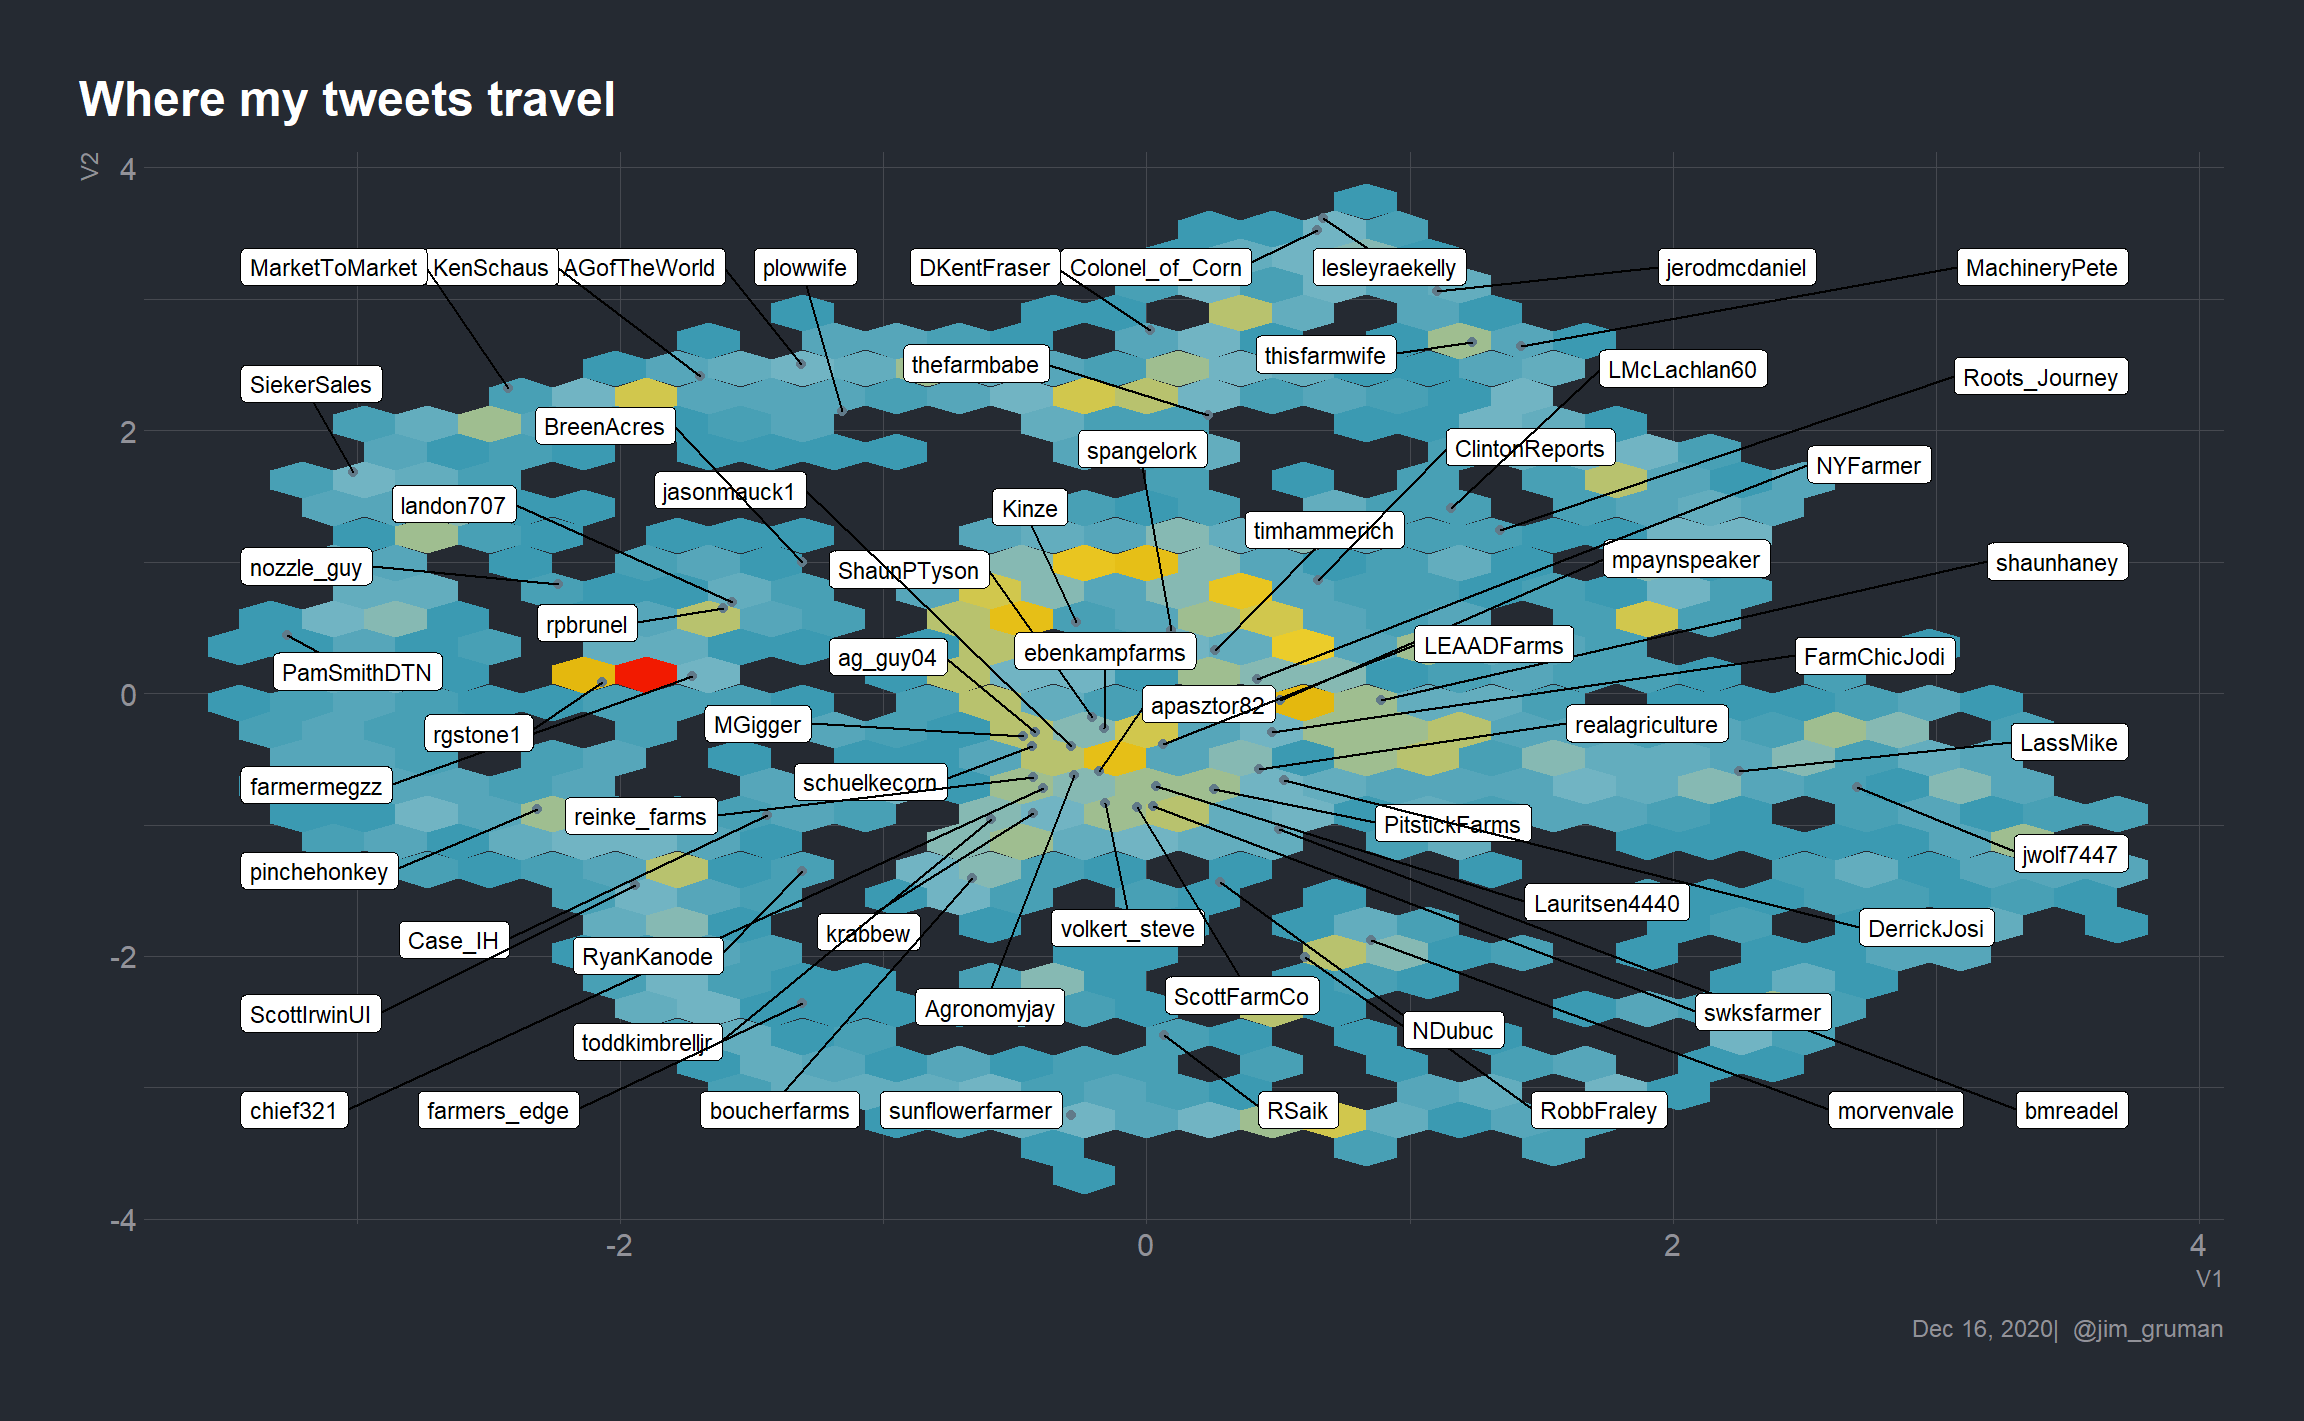 Where my tweets travel
V2
4
MarketToMarket
KenSchaus
AGofTheWorld
plowwife
DKentFraser
Colonel_of_Corn
lesleyraekelly
jerodmcdaniel
MachineryPete
thisfarmwife
thefarmbabe
LMcLachlan60
Roots_Journey
SiekerSales
BreenAcres
2
spangelork
ClintonReports
NYFarmer
jasonmauck1
landon707
Kinze
timhammerich
mpaynspeaker
shaunhaney
nozzle_guy
ShaunPTyson
rpbrunel
LEAADFarms
ebenkampfarms
ag_guy04
FarmChicJodi
PamSmithDTN
0
apasztor82
MGigger
realagriculture
rgstone1
LassMike
schuelkecorn
farmermegzz
reinke_farms
PitstickFarms
jwolf7447
pinchehonkey
Lauritsen4440
volkert_steve
DerrickJosi
krabbew
Case_IH
RyanKanode
-2
ScottFarmCo
Agronomyjay
swksfarmer
ScottIrwinUI
NDubuc
toddkimbrelljr
chief321
farmers_edge
boucherfarms
sunflowerfarmer
RSaik
RobbFraley
morvenvale
bmreadel
-4
-2
0
2
4
V1
Dec 16, 2020|  @jim_gruman